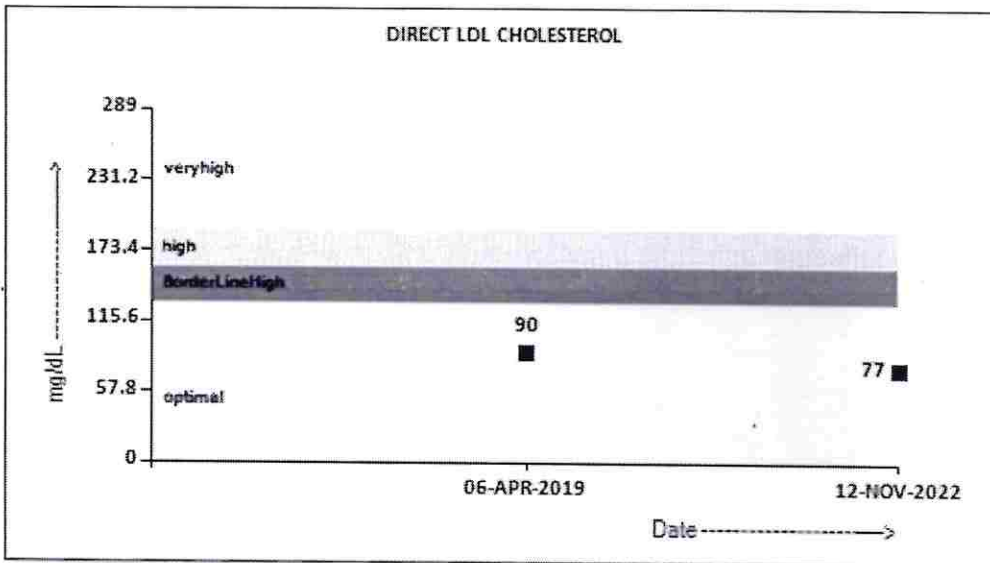 DIRECT LDL CHOLESTEROL
289
231.2
veryhigh
173.4
high
BorderLineHigh
115.6
90
77
57.8
optimal
0
mg/dL
06-APR-2019
12-NOV-2022
Date